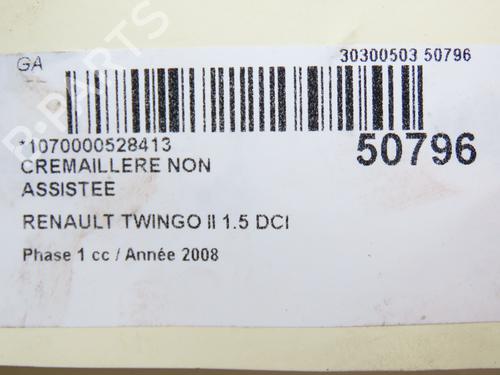 GA
30300503 50796
*1070000528413
50796
CREMAILLERE NON
ASSISTEE
RENAULT TWINGO II 1.5 DCI
Phase 1 cc / Année 2008
B-PARTS